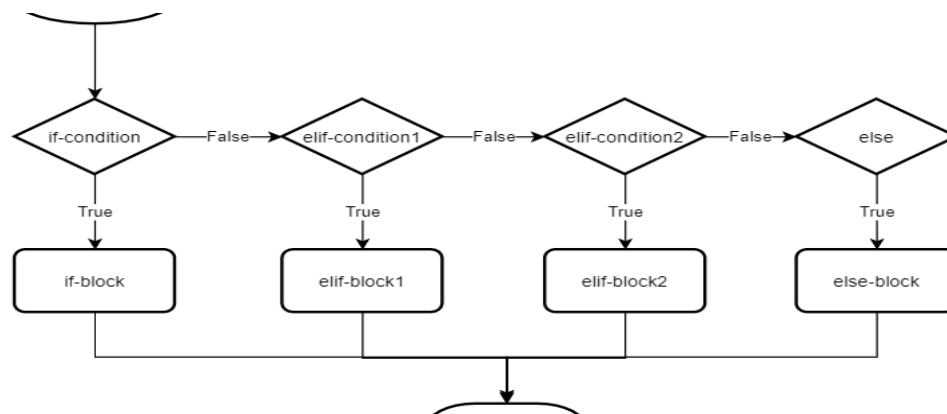 if-condition
False
elif-condition1
False
elif-condition2
False
else
True
True
True
True
if-block
elif-block1
elif-block2
else-block